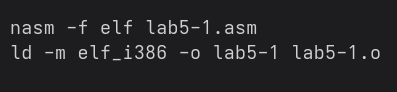 nasm -f elf lab5-1.asm
ld -m elf_i386 -o lab5-1 lab5-1.o